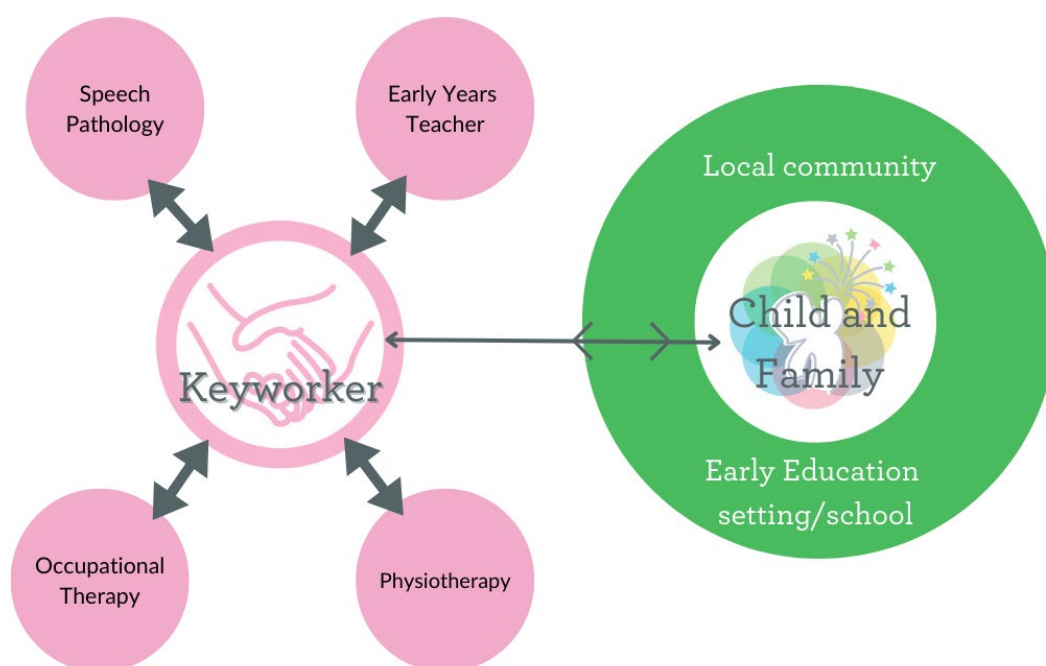 Speech
Pathology
Early Years
Teacher
Local community
Child and
Family
Keyworker
Early Education
setting/school
Occupational
Therapy
Physiotherapy